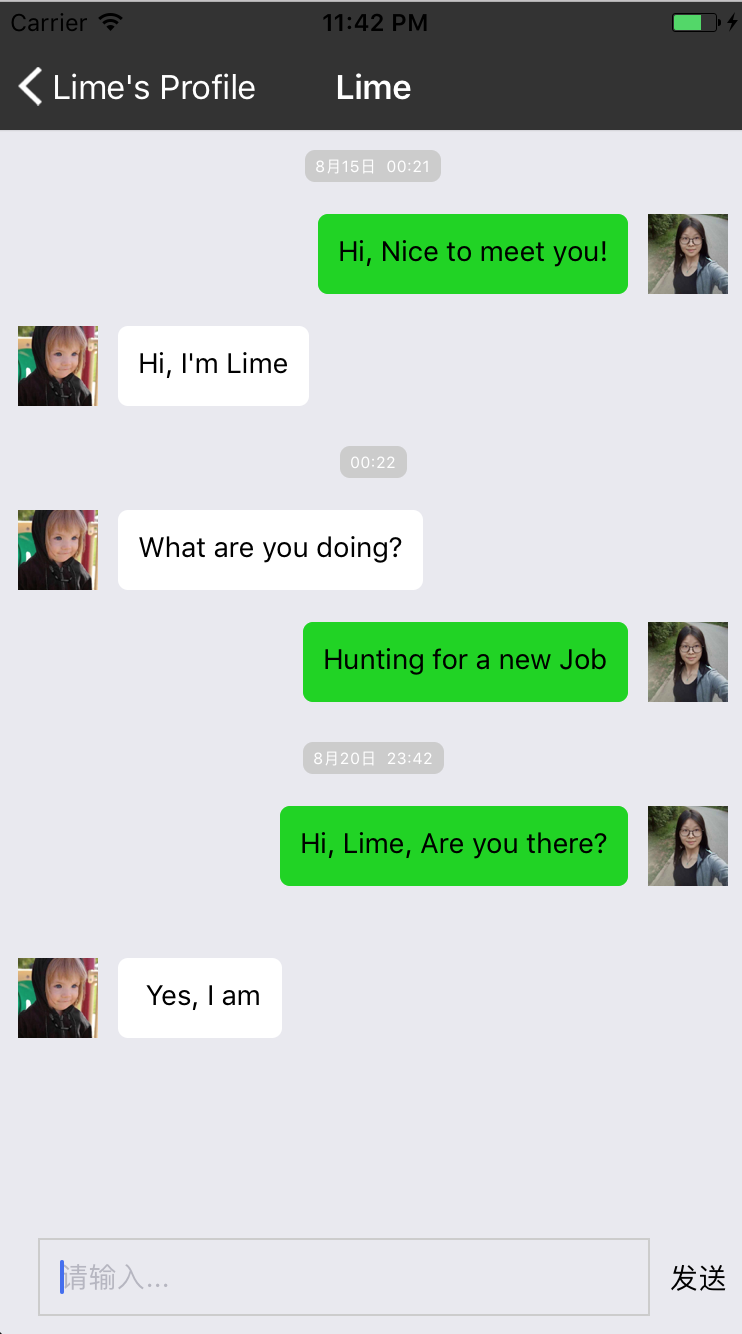 Carrier 11:42 PM
Lime's Profile Lime
8月15日 00:21
Hi, Nice to meet you!
Hi, I'm Lime
00:22
What are you doing?
Hunting for a new Job
8月20日 23:42
Hi, Lime, Are you there?
Yes, I am
请输入... 发送